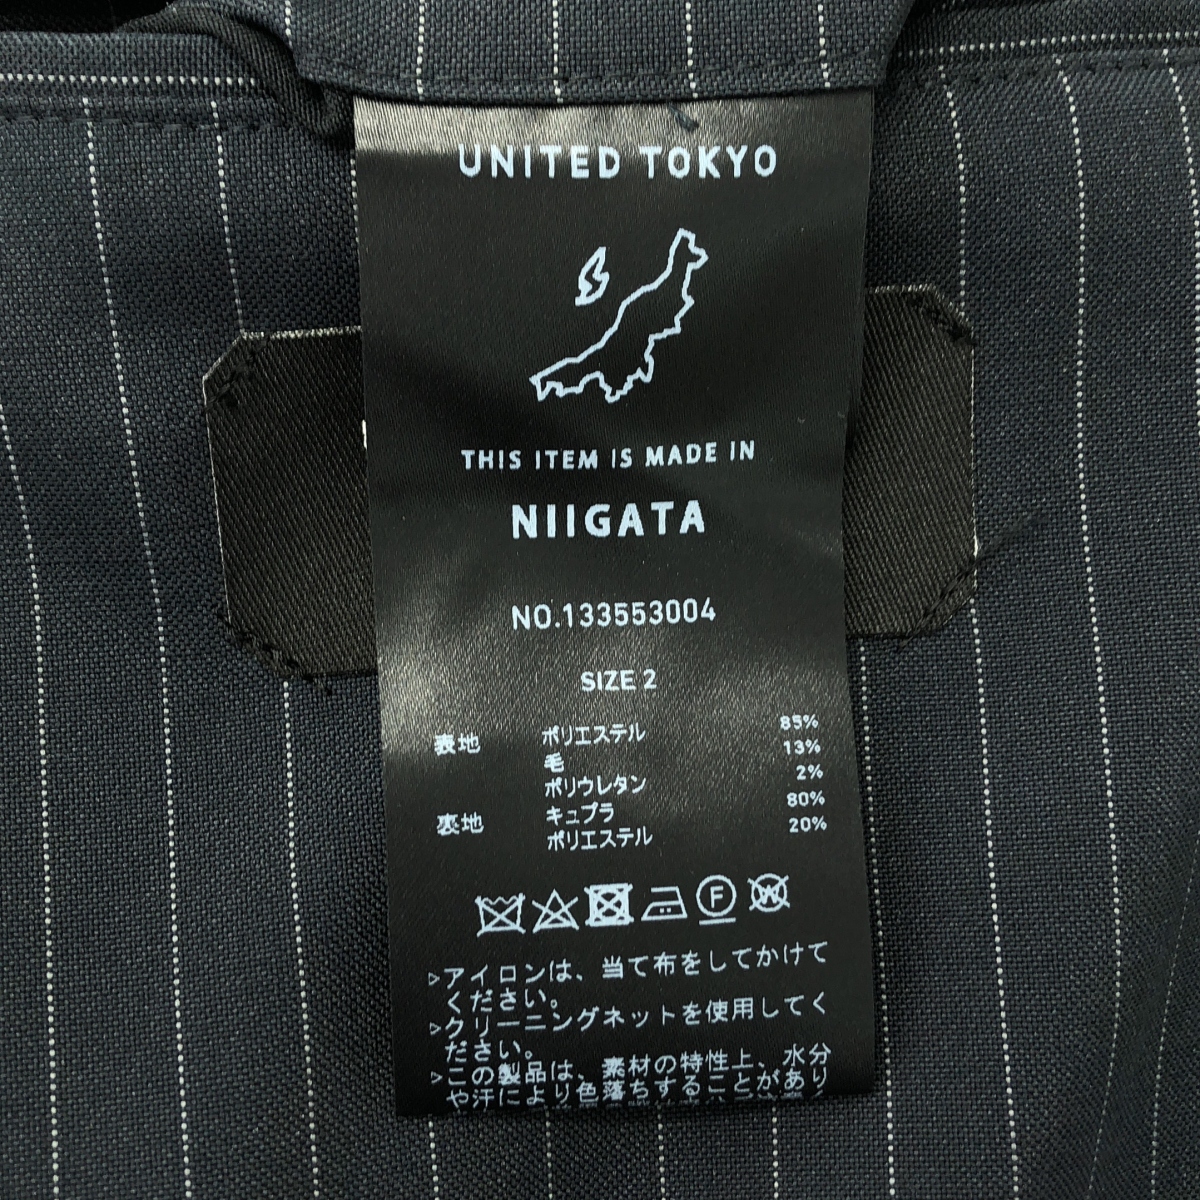 UNITED TOKYO
THIS ITEM IS MADE IN
NIIGATA
NO.133553004
SIZE 2
表地 ポリエステル 85%
毛 13%
ポリウレタン 2%
裏地 キュプラ 80%
ポリエステル 20%
F W
▷アイロンは、当て布をしてかけて
ください。
▷クリーニングネットを使用してく
ださい。
▷この製品は、素材の特性上、水分
や汗により色落ちすることがあり